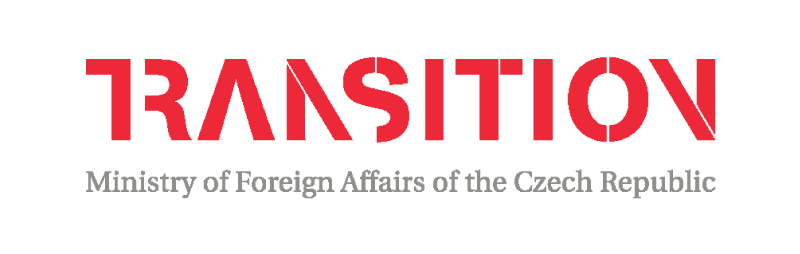 TRANSITION
Ministry of Foreign Affairs of the Czech Republic